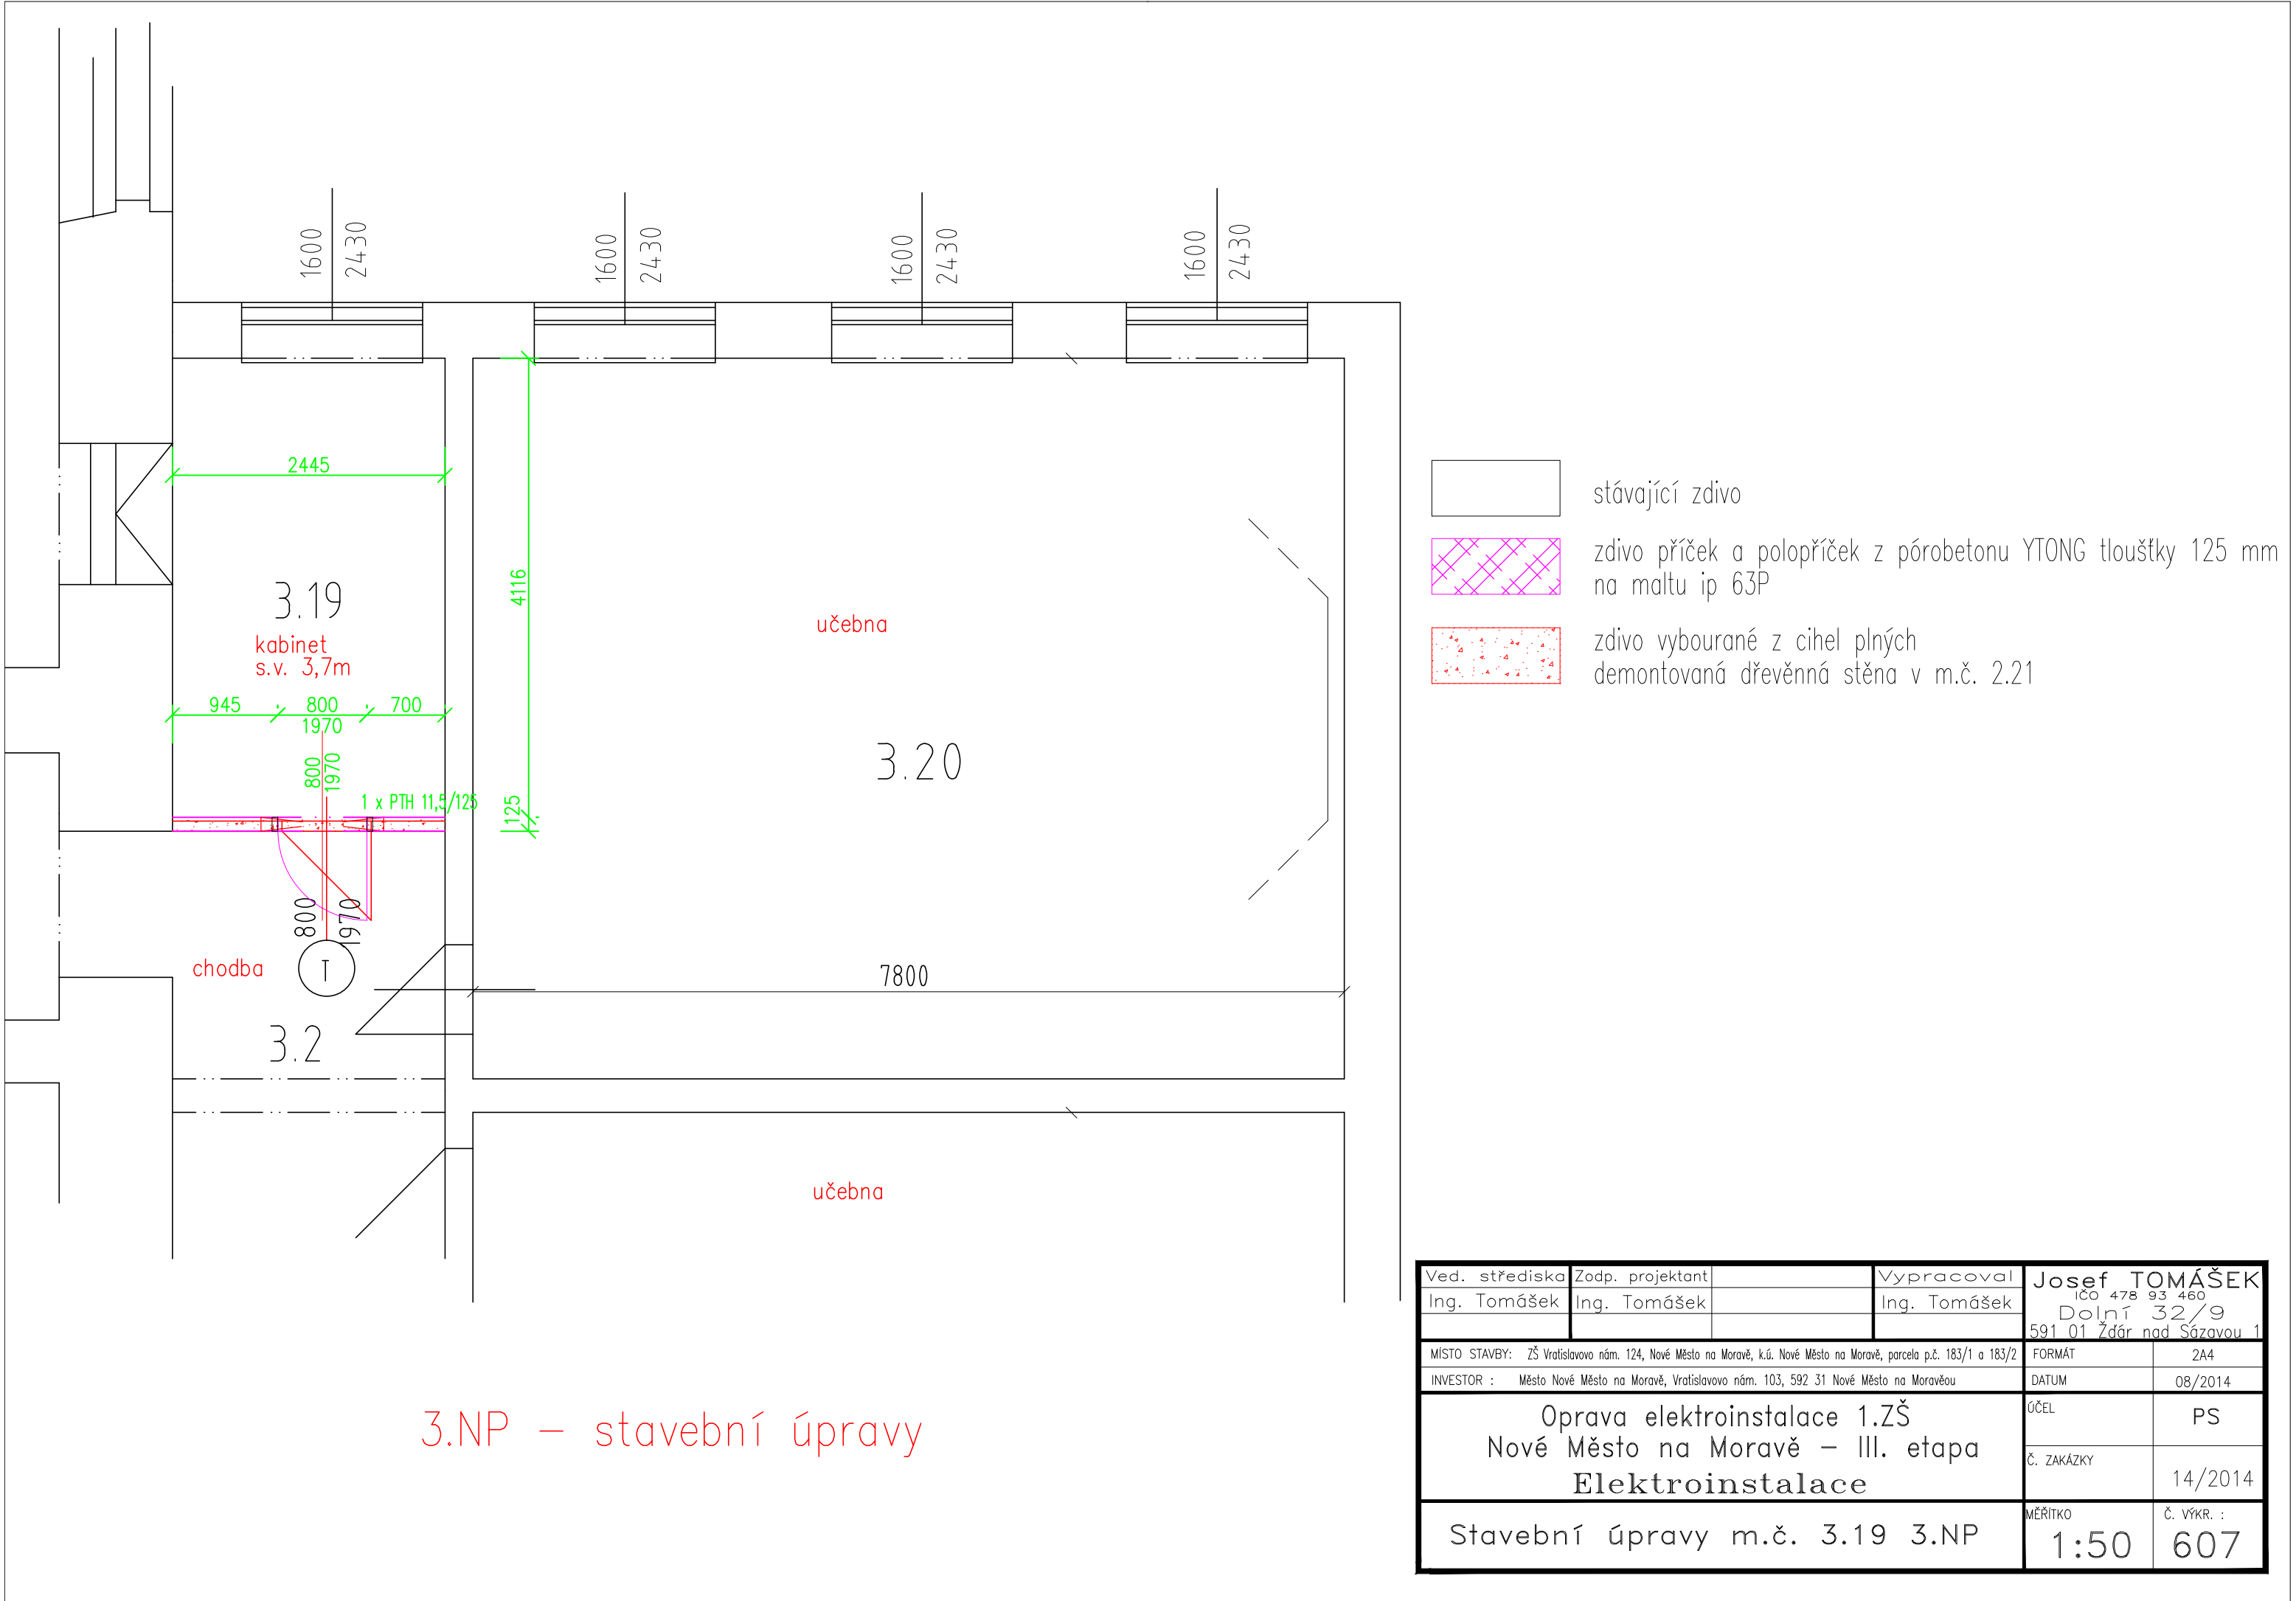 1600
2430
1600
2430
1600
2430
1600
2430
2445
4116
3.19
kabinet
s.v. 3,7m
945
800
700
1970
800
1970
1 x PTH 11,5/125
125
učebna
3.20
800
1970
T
chodba
7800
3.2
učebna
stávající zdivo
zdivo příček a polopříček z pórobetonu YTONG tloušťky 125 mm
na maltu ip 63P
zdivo vybourané z cihel plných
demontovaná dřevěnná stěna v m.č. 2.21
3.NP – stavební úpravy
Ved. střediska
Zodp. projektant
Vypracoval
Ing. Tomášek
Ing. Tomášek
Ing. Tomášek
Josef TOMÁŠEK
IČO 478 93 460
Dolní 32/9
591 01 Žďár nad Sázavou 1
MÍSTO STAVBY: ZŠ Vratislavovo nám. 124, Nové Město na Moravě, k.ú. Nové Město na Moravě, parcela p.č. 183/1 a 183/2
FORMÁT
2A4
INVESTOR : Město Nové Město na Moravě, Vratislavovo nám. 103, 592 31 Nové Město na Moravěou
DATUM
08/2014
Oprava elektroinstalace 1.ZŠ
Nové Město na Moravě – III. etapa
Elektroinstalace
ÚČEL
PS
Č. ZAKÁZKY
14/2014
Stavební úpravy m.č. 3.19 3.NP
MĚŘÍTKO
1:50
Č. VÝKR. :
607